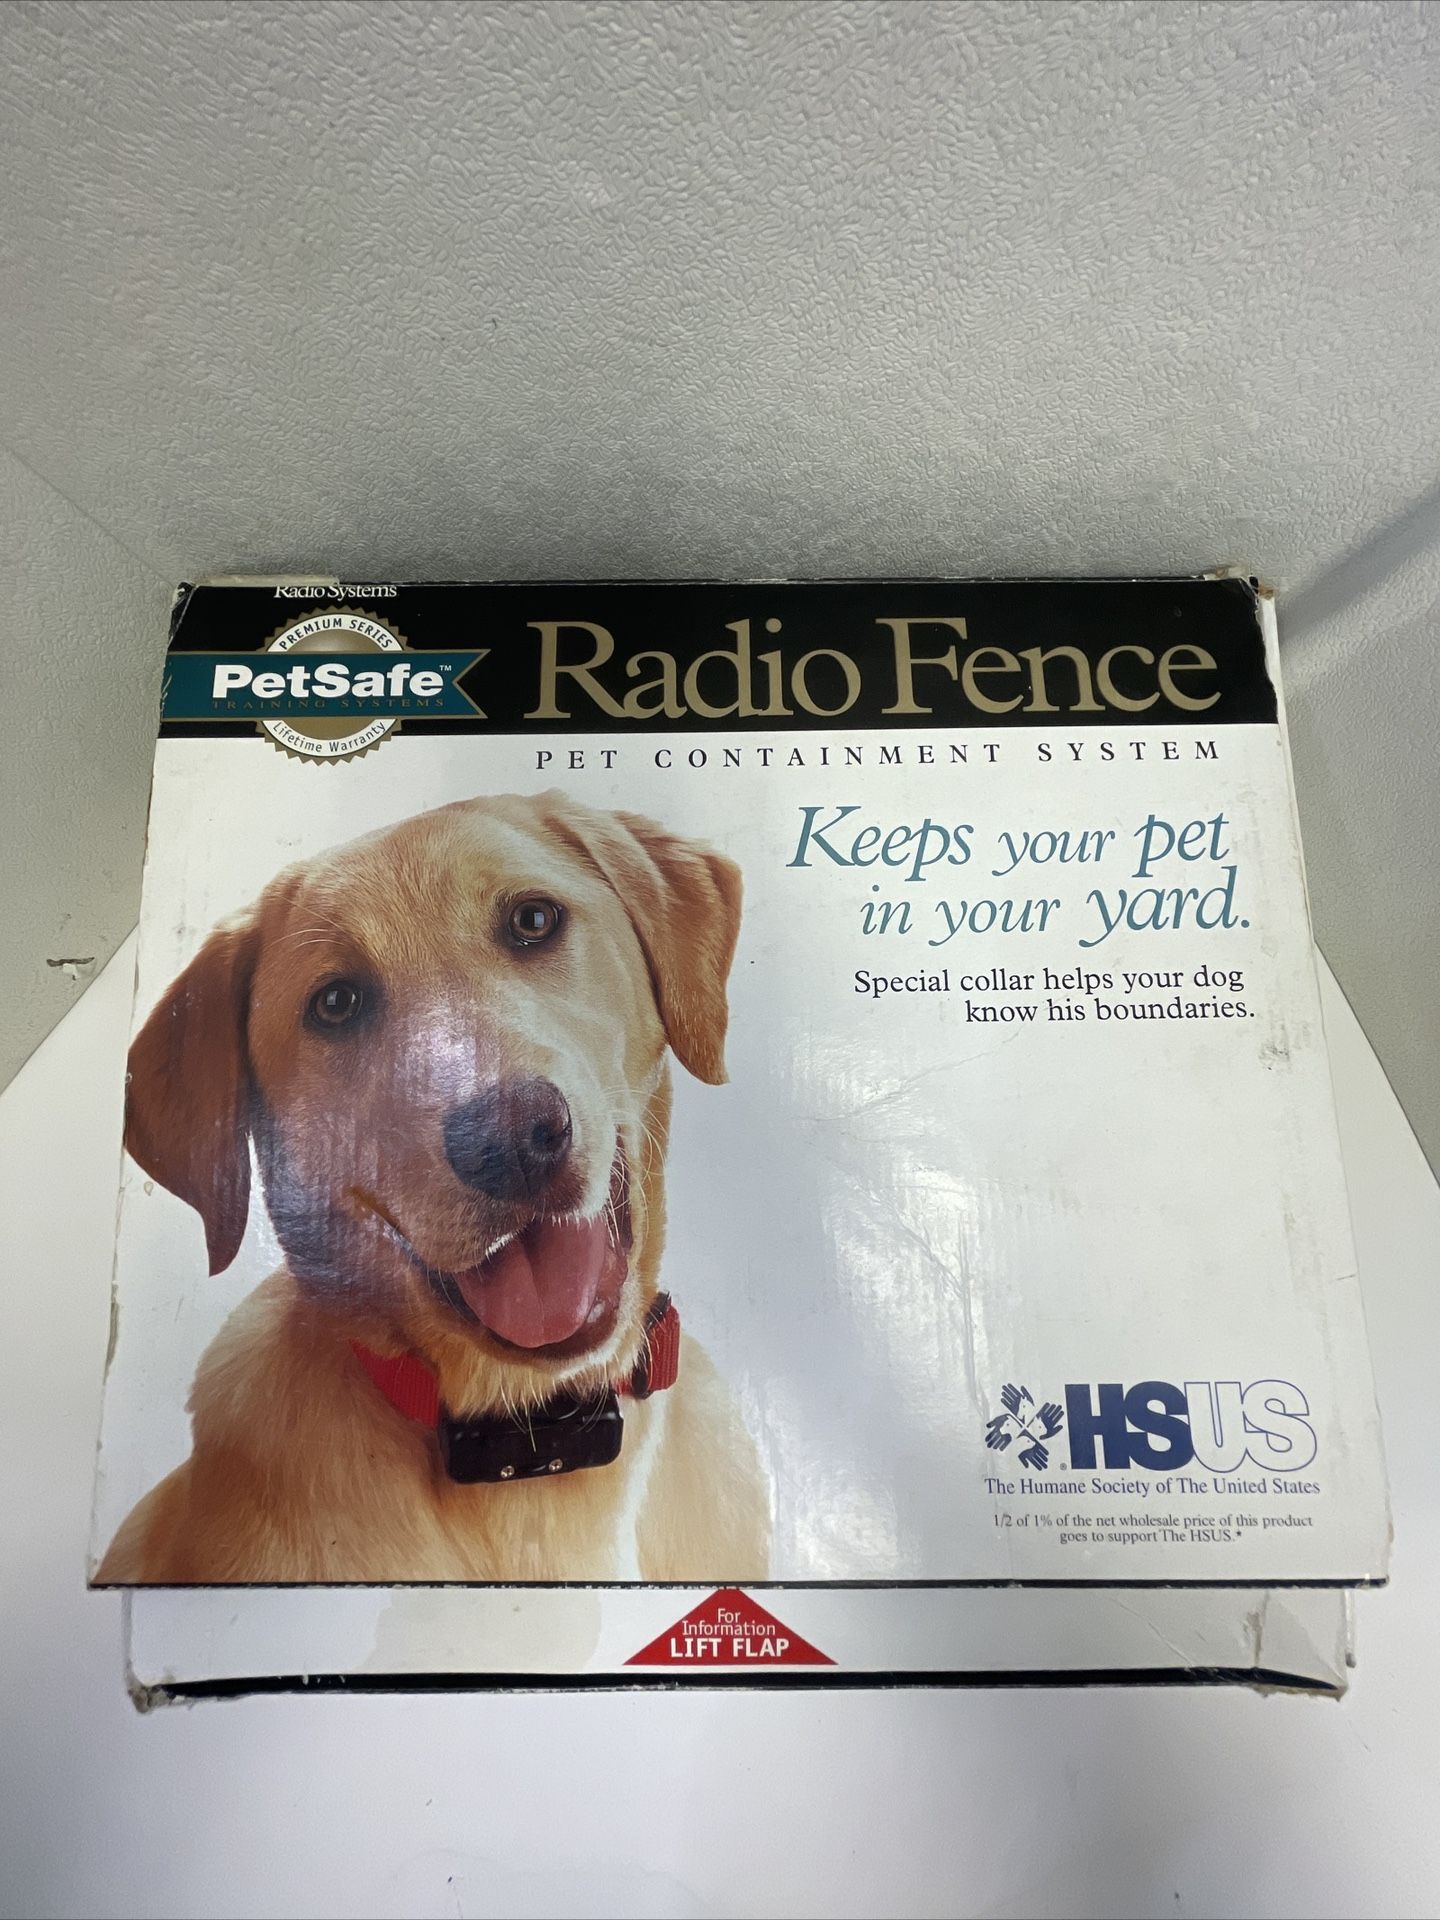 Radio Systems
PREMIUM SERIES
PetSafe™
TRAINING SYSTEMS
Lifetime Warranty
Radio Fence
PET CONTAINMENT SYSTEM
Keeps your pet
in your yard.
Special collar helps your dog
know his boundaries.
®HSUS
The Humane Society of The United States
1/2 of 1% of the net wholesale price of this product
goes to support The HSUS.*
For
Information
LIFT FLAP